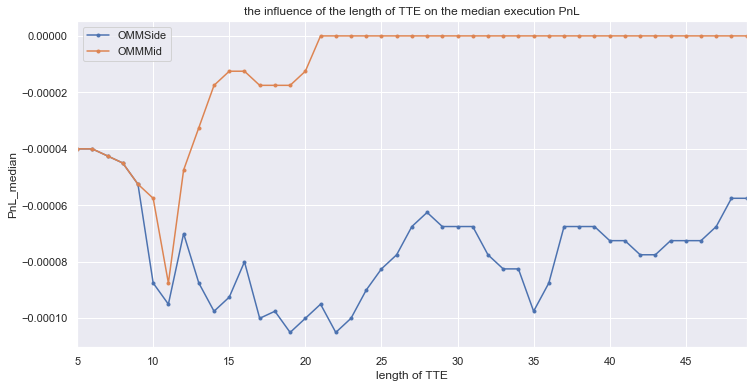 the influence of the length of TTE on the median execution PnL
OMMSide
OMMMid
0.00000
−0.00002
−0.00004
−0.00006
−0.00008
−0.00010
PnL_median
5 10 15 20 25 30 35 40 45
length of TTE